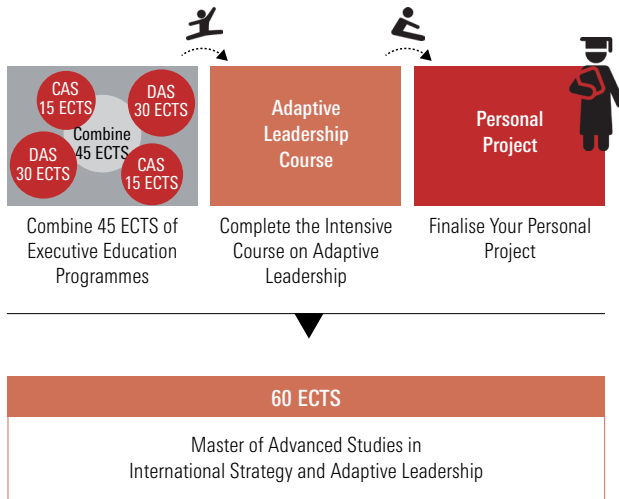 CAS
15 ECTS
DAS
30 ECTS
Combine
45 ECTS
DAS
30 ECTS
CAS
15 ECTS
Adaptive
Leadership
Course
Personal
Project
Combine 45 ECTS of
Executive Education
Programmes
Complete the Intensive
Course on Adaptive
Leadership
Finalise Your Personal
Project
60 ECTS
Master of Advanced Studies in
International Strategy and Adaptive Leadership